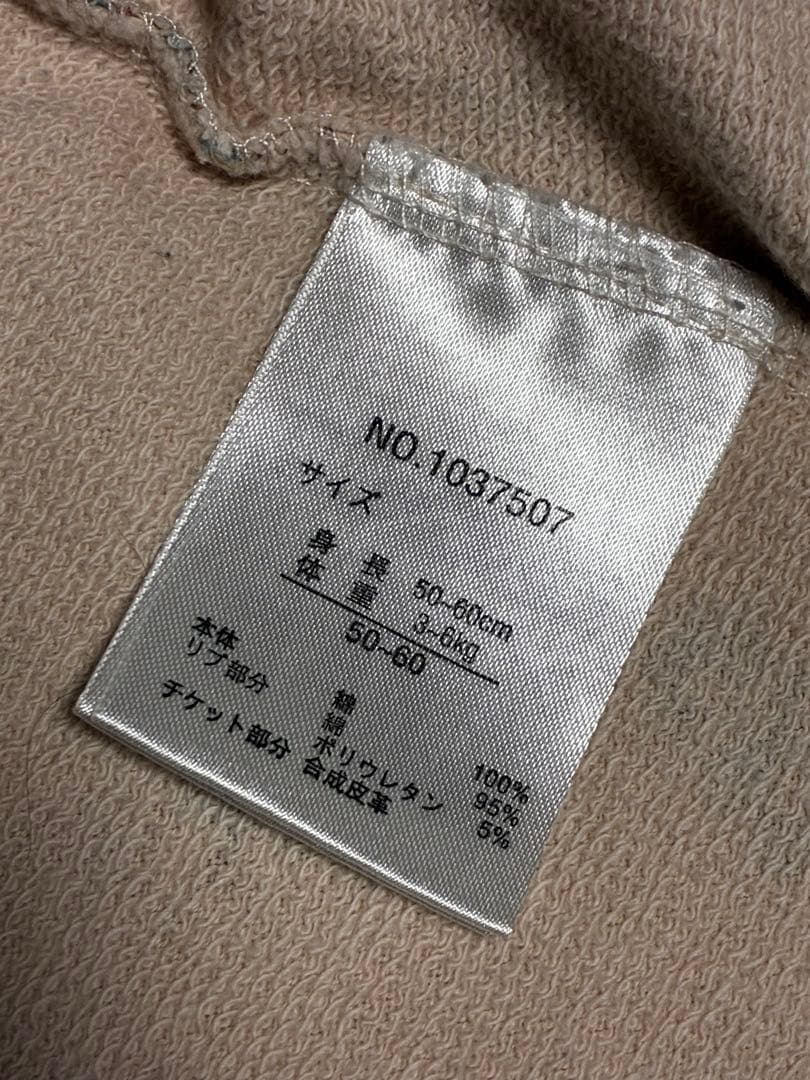 NO.1037507
サイズ
身 長 50~60cm
体 重 3~6kg
50~60
本体 綿 100%
リブ部分 綿 95%
ポリウレタン 5%
チケット部分 合成皮革